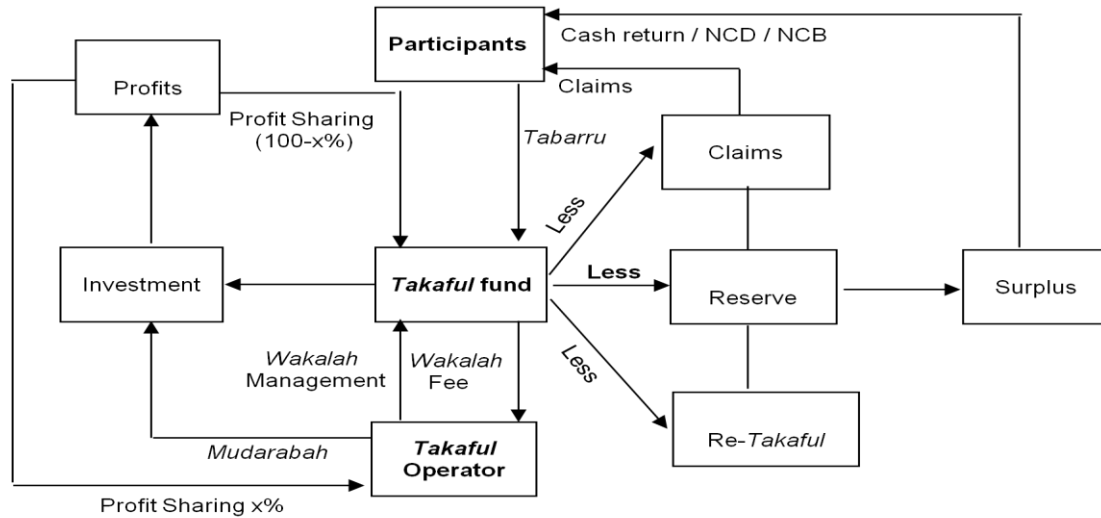 Participants
Cash return / NCD / NCB
Claims
Profits
Profit Sharing
(100-x%)
Tabarru
Claims
Less
Investment
Takaful fund
Less
Reserve
Surplus
Wakalah
Management
Wakalah
Fee
Less
Mudarabah
Takaful
Operator
Re-Takaful
Profit Sharing x%